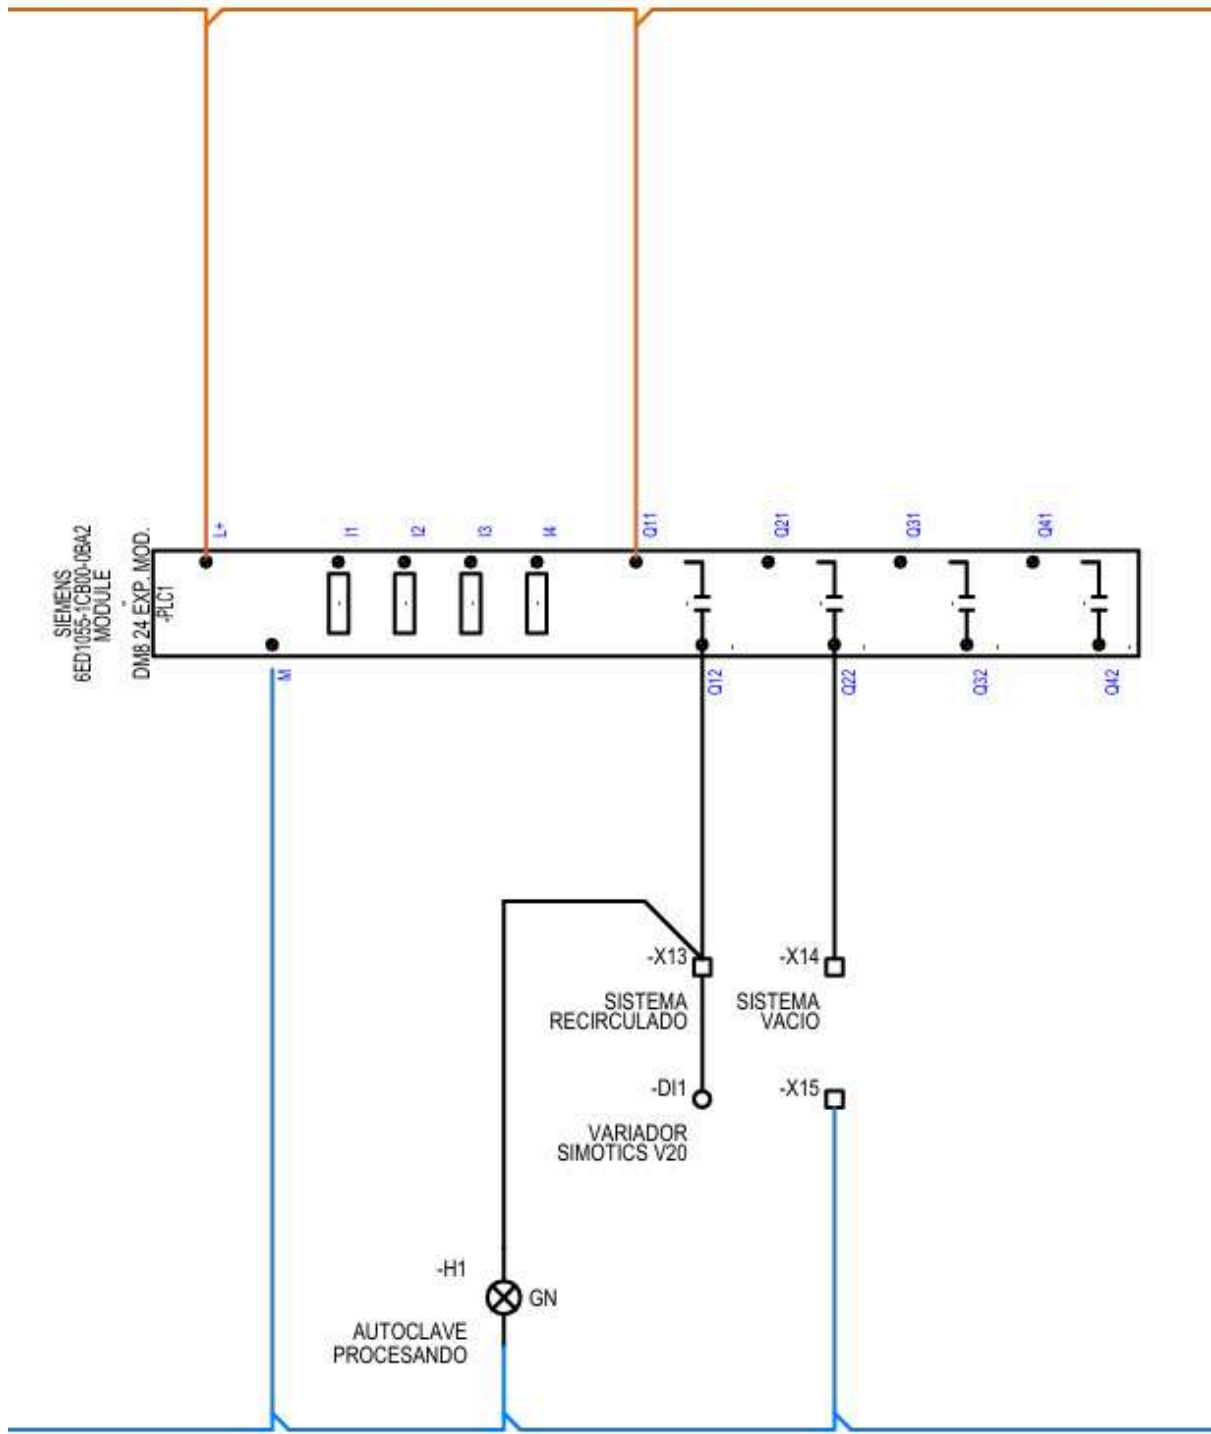 SIEMENS
6ED1055-1CB00-0BA2
MODULE
DM8 24 EXP. MOD.
-PLC1
L+
I1
I2
I3
I4
Q11
Q21
Q31
Q41
M
Q12
Q22
Q32
Q42
-X13
SISTEMA
RECIRCULADO
-X14
SISTEMA
VACIO
-DI1
VARIADOR
SIMOTICS V20
-X15
-H1
GN
AUTOCLAVE
PROCESANDO